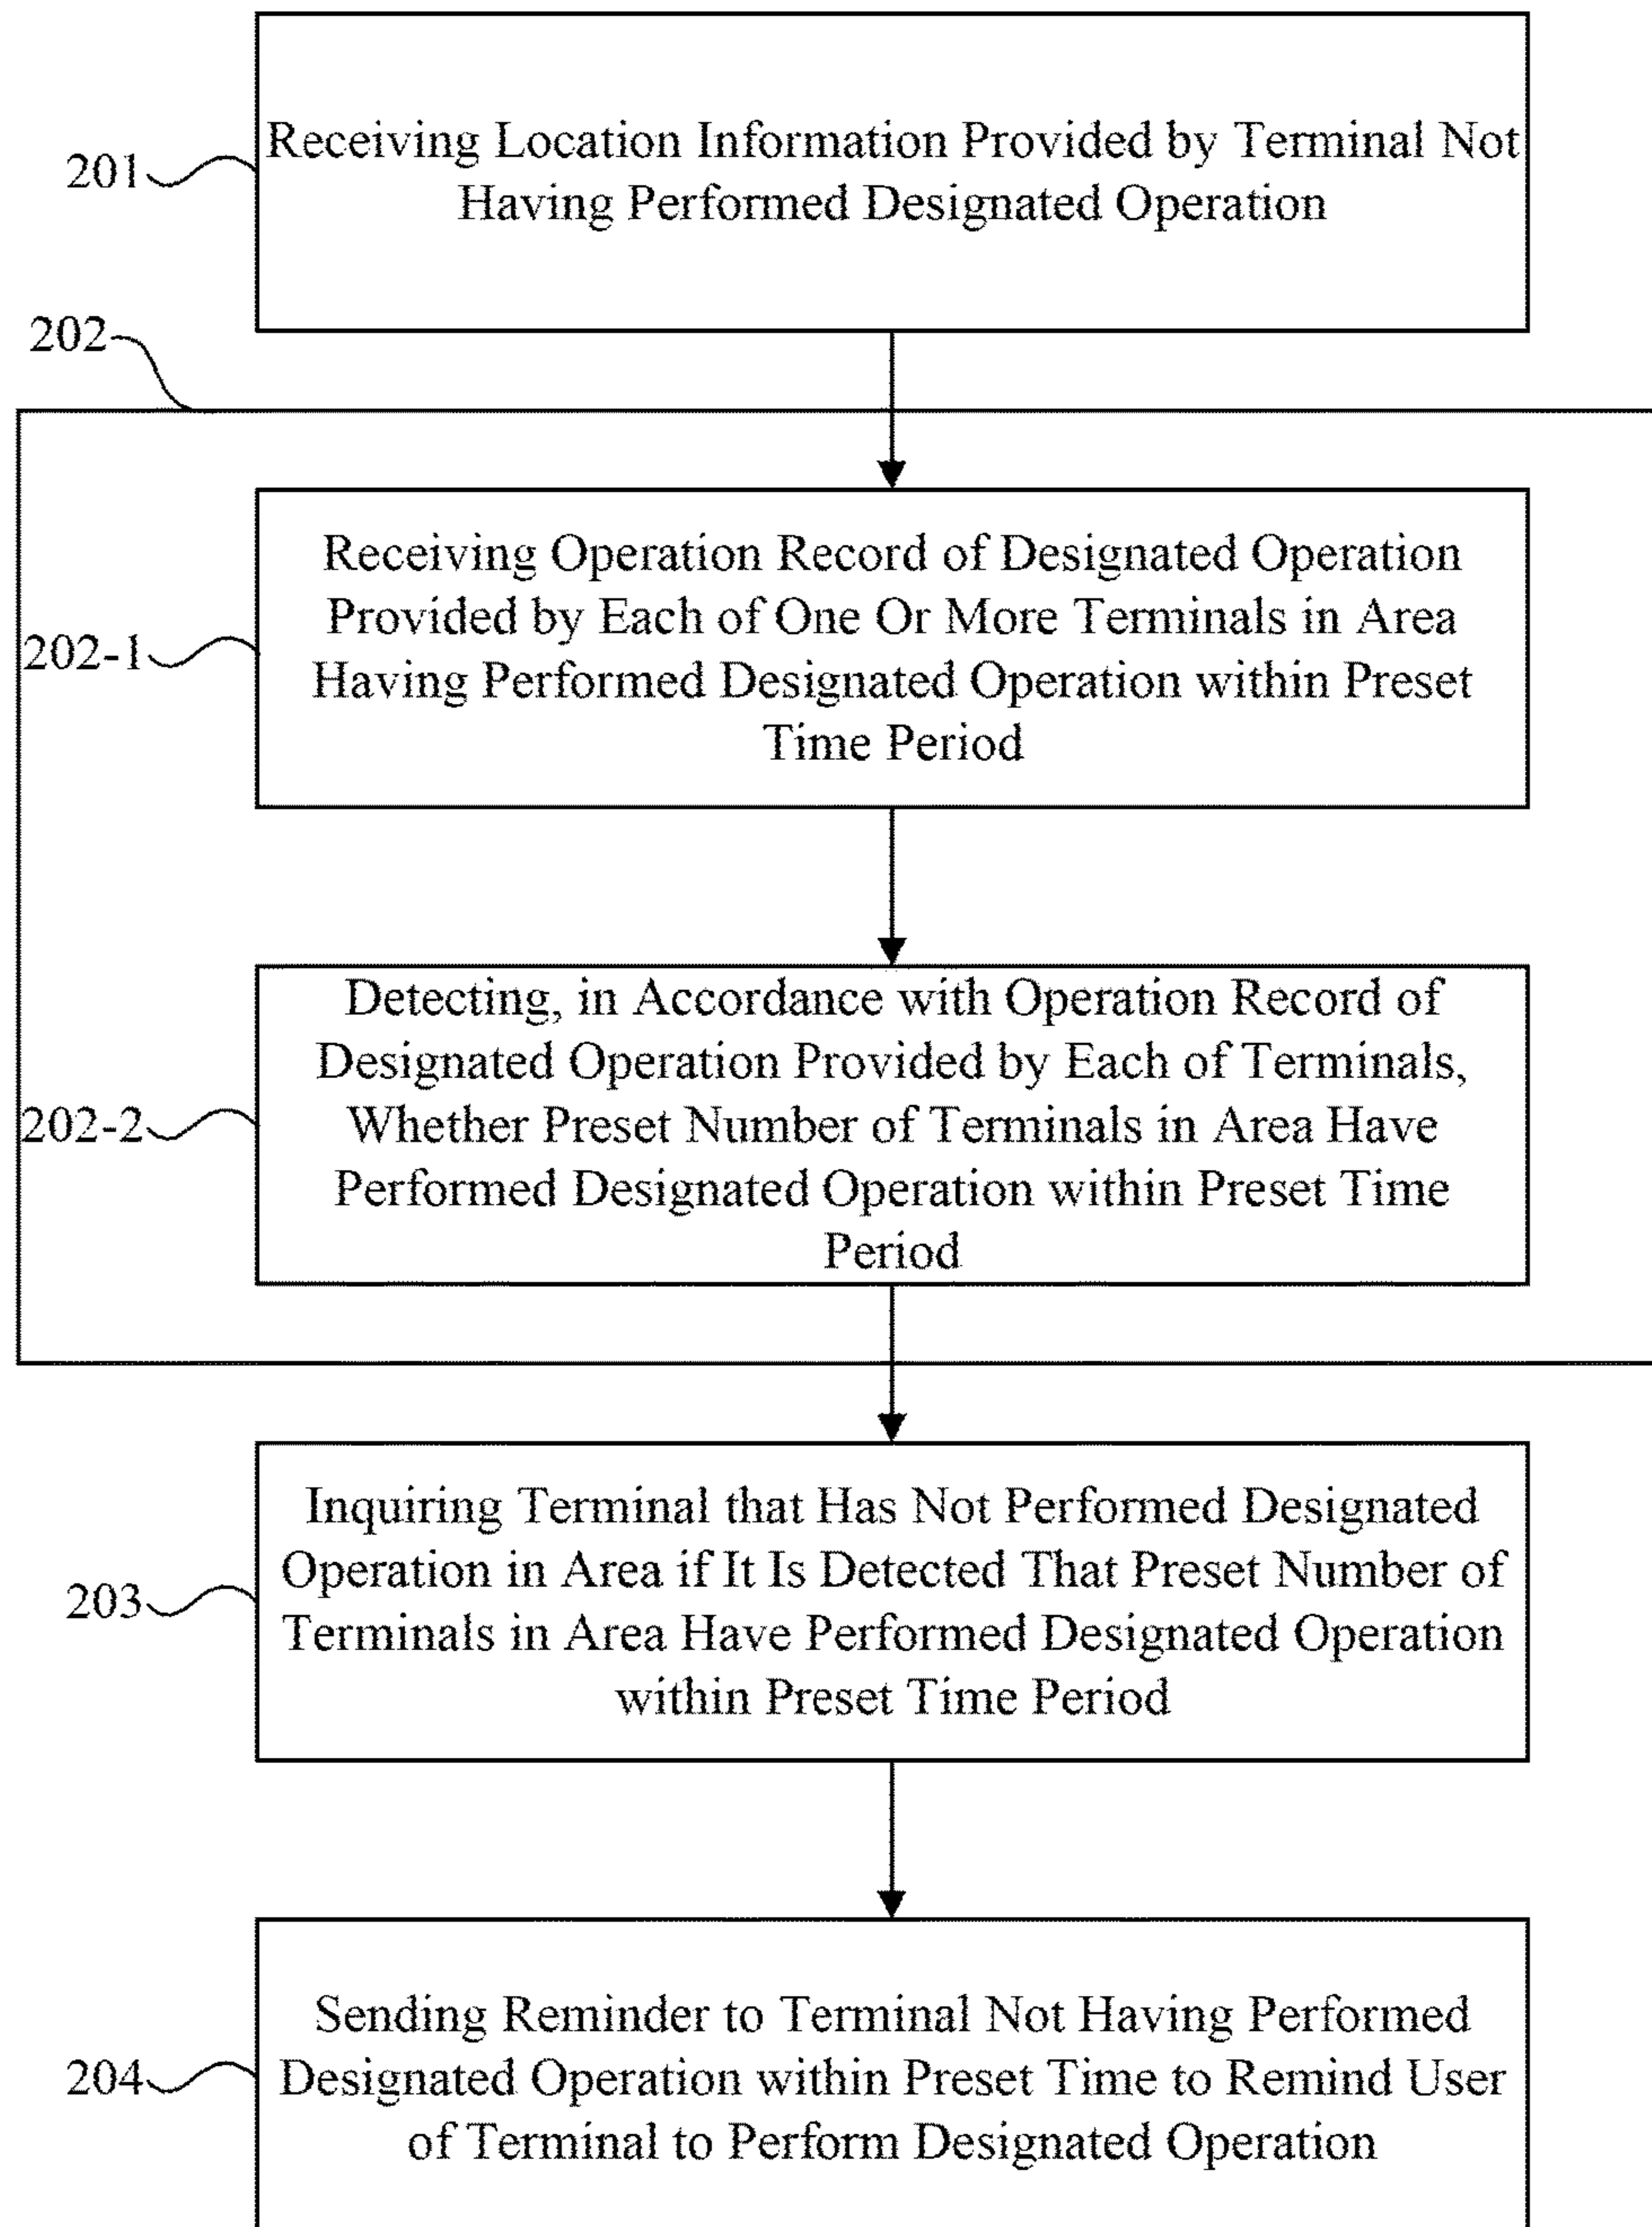 201
Receiving Location Information Provided by Terminal Not
Having Performed Designated Operation
202
202-1
Receiving Operation Record of Designated Operation
Provided by Each of One Or More Terminals in Area
Having Performed Designated Operation within Preset
Time Period
202-2
Detecting, in Accordance with Operation Record of
Designated Operation Provided by Each of Terminals,
Whether Preset Number of Terminals in Area Have
Performed Designated Operation within Preset Time
Period
203
Inquiring Terminal that Has Not Performed Designated
Operation in Area if It Is Detected That Preset Number of
Terminals in Area Have Performed Designated Operation
within Preset Time Period
204
Sending Reminder to Terminal Not Having Performed
Designated Operation within Preset Time to Remind User
of Terminal to Perform Designated Operation